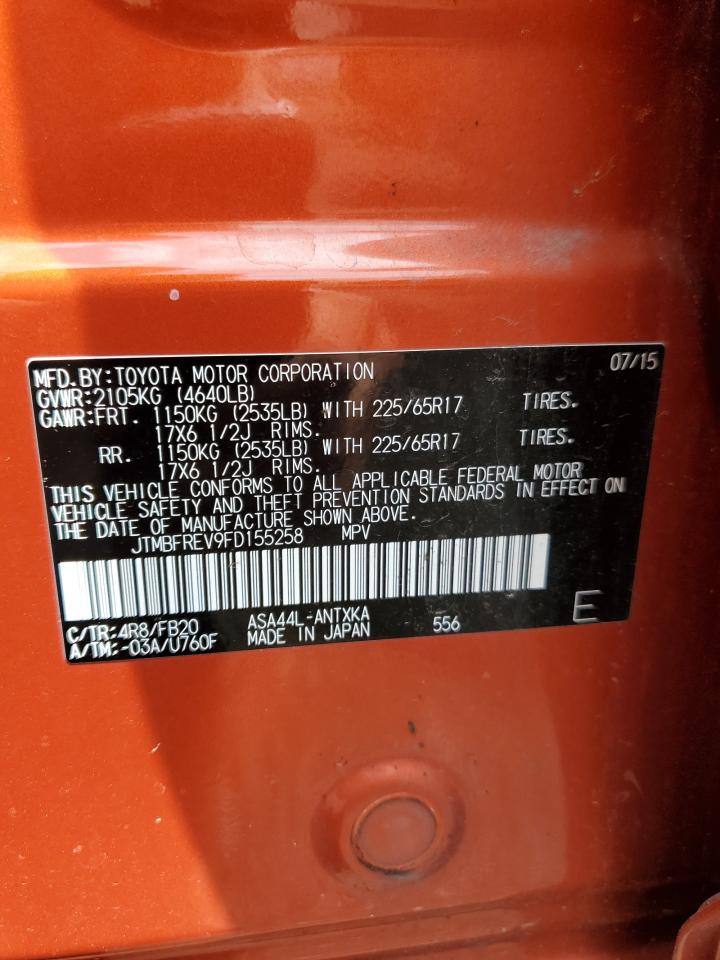 MFD.BY:TOYOTA MOTOR CORPORATION 07/15
GVWR:2105KG (4640LB)
GAWR:FRT. 1150KG (2535LB) WITH 225/65R17 TIRES.
17X6 1/2J RIMS.
RR. 1150KG (2535LB) WITH 225/65R17 TIRES.
17X6 1/2J RIMS.
THIS VEHICLE CONFORMS TO ALL APPLICABLE FEDERAL MOTOR
VEHICLE SAFETY AND THEFT PREVENTION STANDARDS IN EFFECT ON
THE DATE OF MANUFACTURE SHOWN ABOVE.
JTMBFREV9FD155258 MPV
C/TR:4R8/FB20 ASA44L-ANTXKA 556 E
A/TM:-03A/U760F MADE IN JAPAN